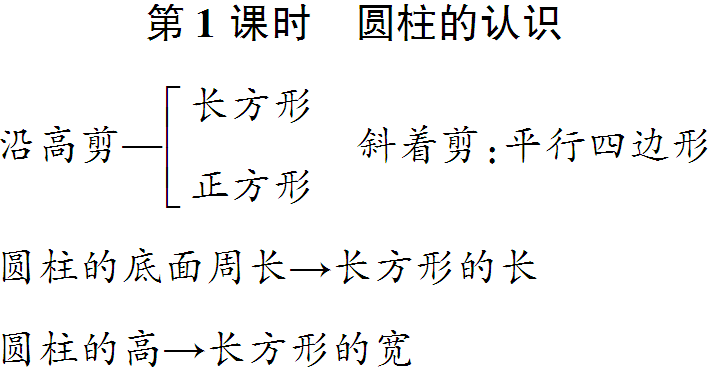 第1课时 圆柱的认识
沿高剪— 长方形 正方形 斜着剪:平行四边形
圆柱的底面周长→长方形的长
圆柱的高→长方形的宽